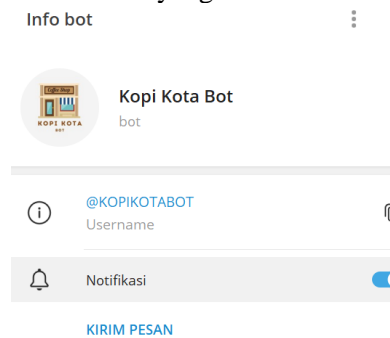 Info bot
Coffee Shop
KOPI KOTA
BOT
Kopi Kota Bot
bot
@KOPIKOTABOT
Username
Notifikasi
KIRIM PESAN